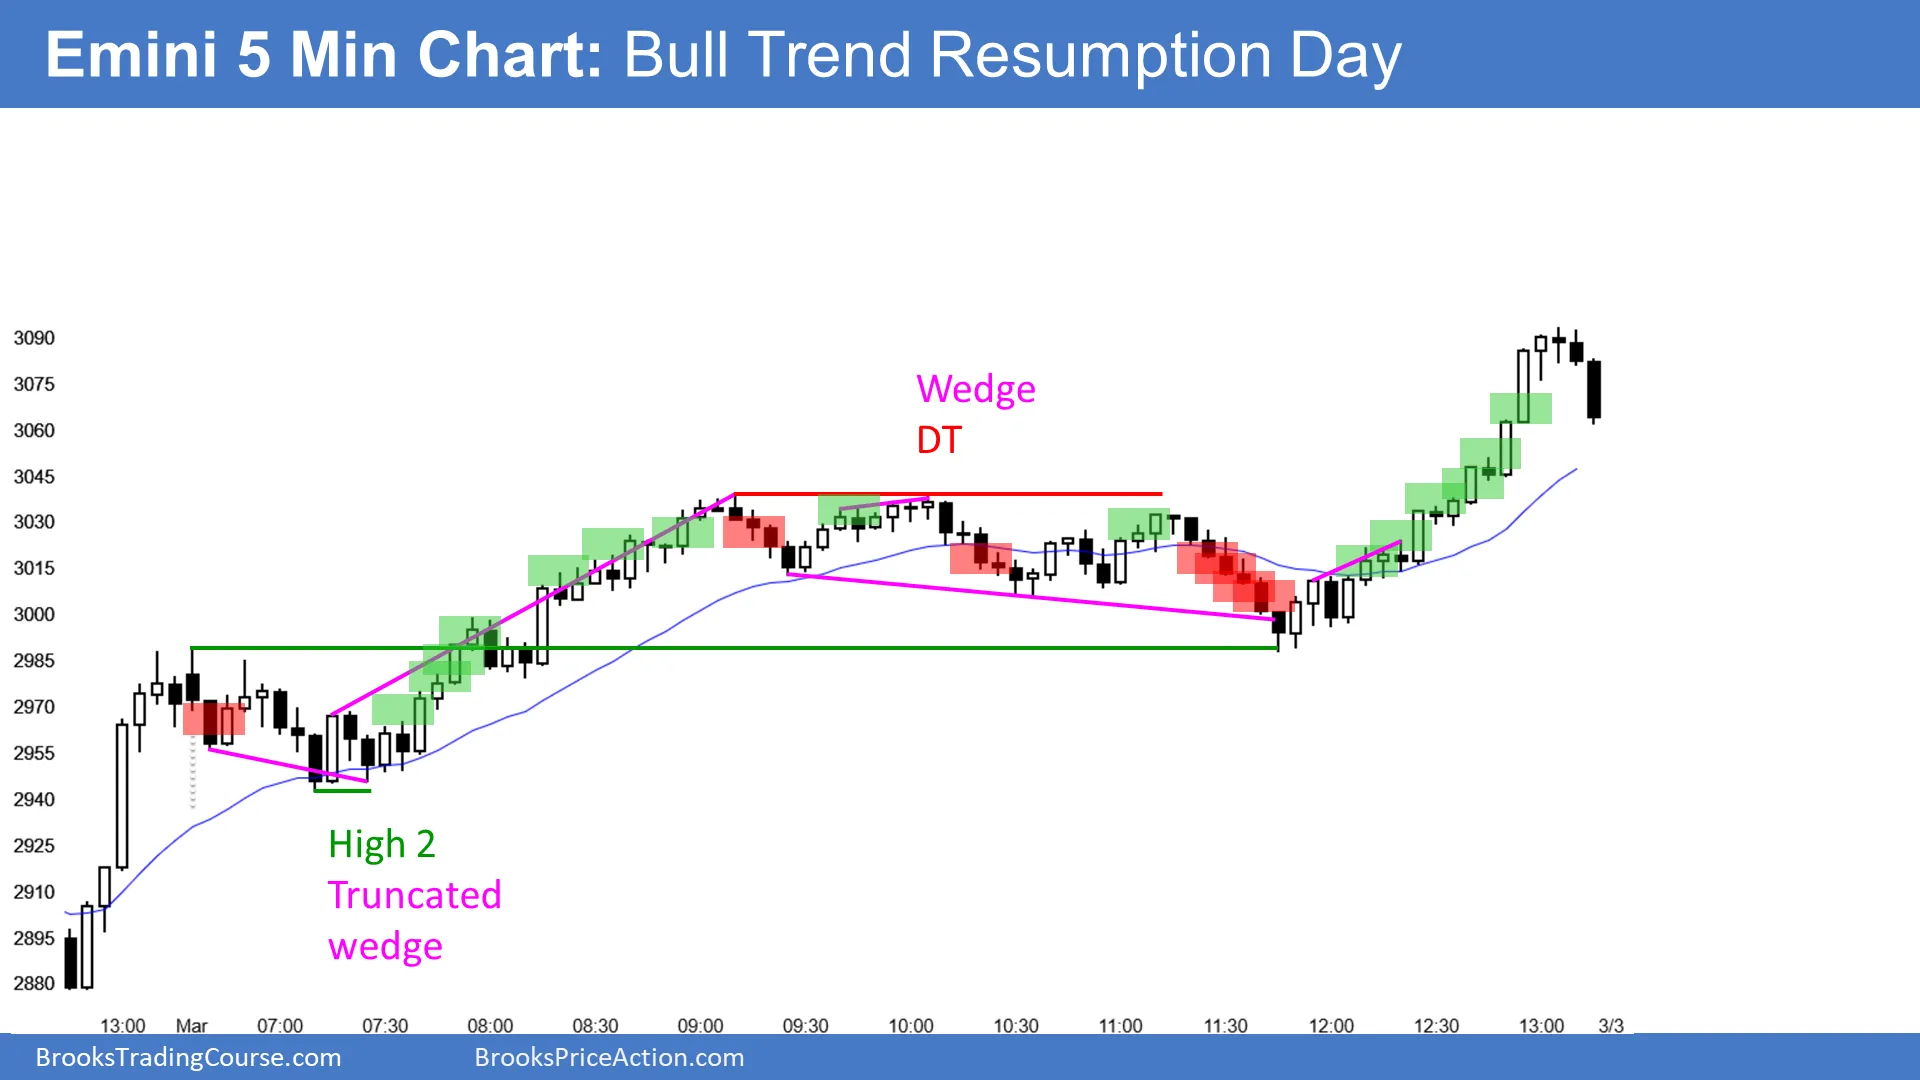 Emini 5 Min Chart: Bull Trend Resumption Day
Wedge
DT
High 2
Truncated
wedge
3090
3075
3060
3045
3030
3015
3000
2985
2970
2955
2940
2925
2910
2895
2880
13:00 Mar 07:00 07:30 08:00 08:30 09:00 09:30 10:00 10:30 11:00 11:30 12:00 12:30 13:00 3/3
BrooksTradingCourse.com BrooksPriceAction.com